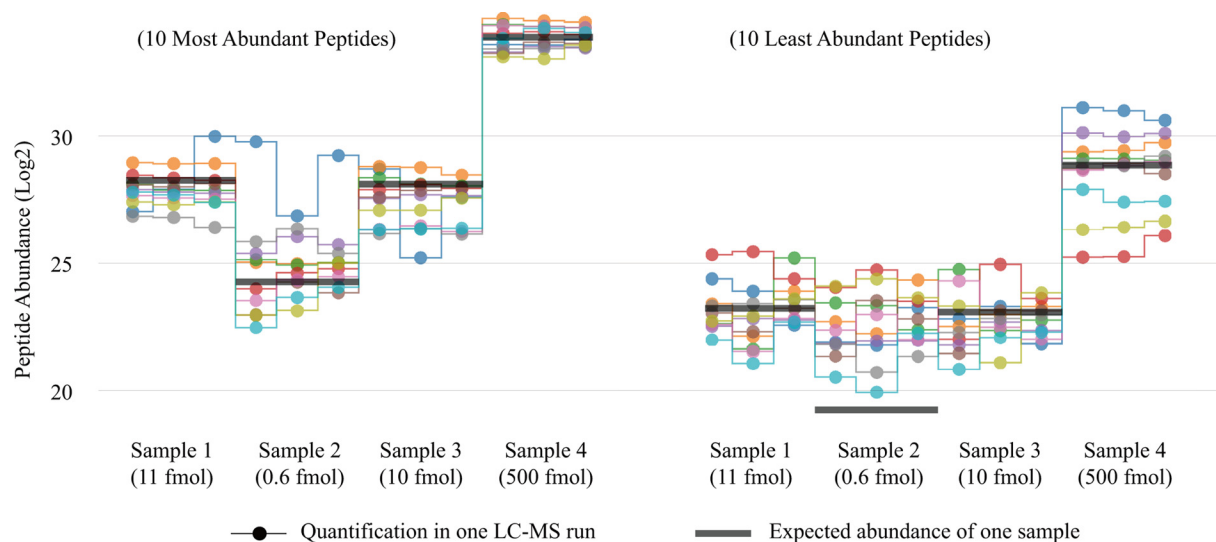 (10 Most Abundant Peptides)
(10 Least Abundant Peptides)
Peptide Abundance (Log2)
30
25
20
Sample 1
(11 fmol)
Sample 2
(0.6 fmol)
Sample 3
(10 fmol)
Sample 4
(500 fmol)
Sample 1
(11 fmol)
Sample 2
(0.6 fmol)
Sample 3
(10 fmol)
Sample 4
(500 fmol)
Quantification in one LC-MS run
Expected abundance of one sample